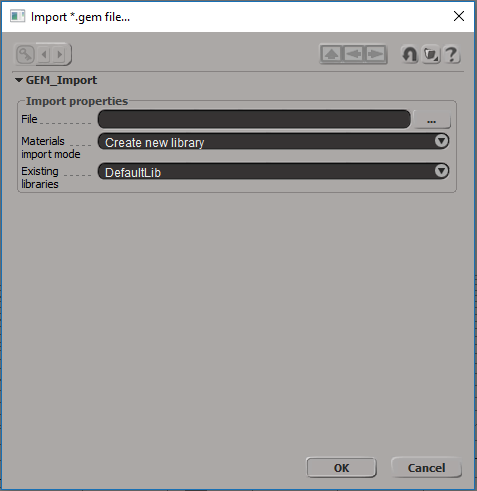 Import *.gem file...
GEM_Import
Import properties
File
...
Materials
import mode
Create new library
Existing
libraries
DefaultLib
OK
Cancel